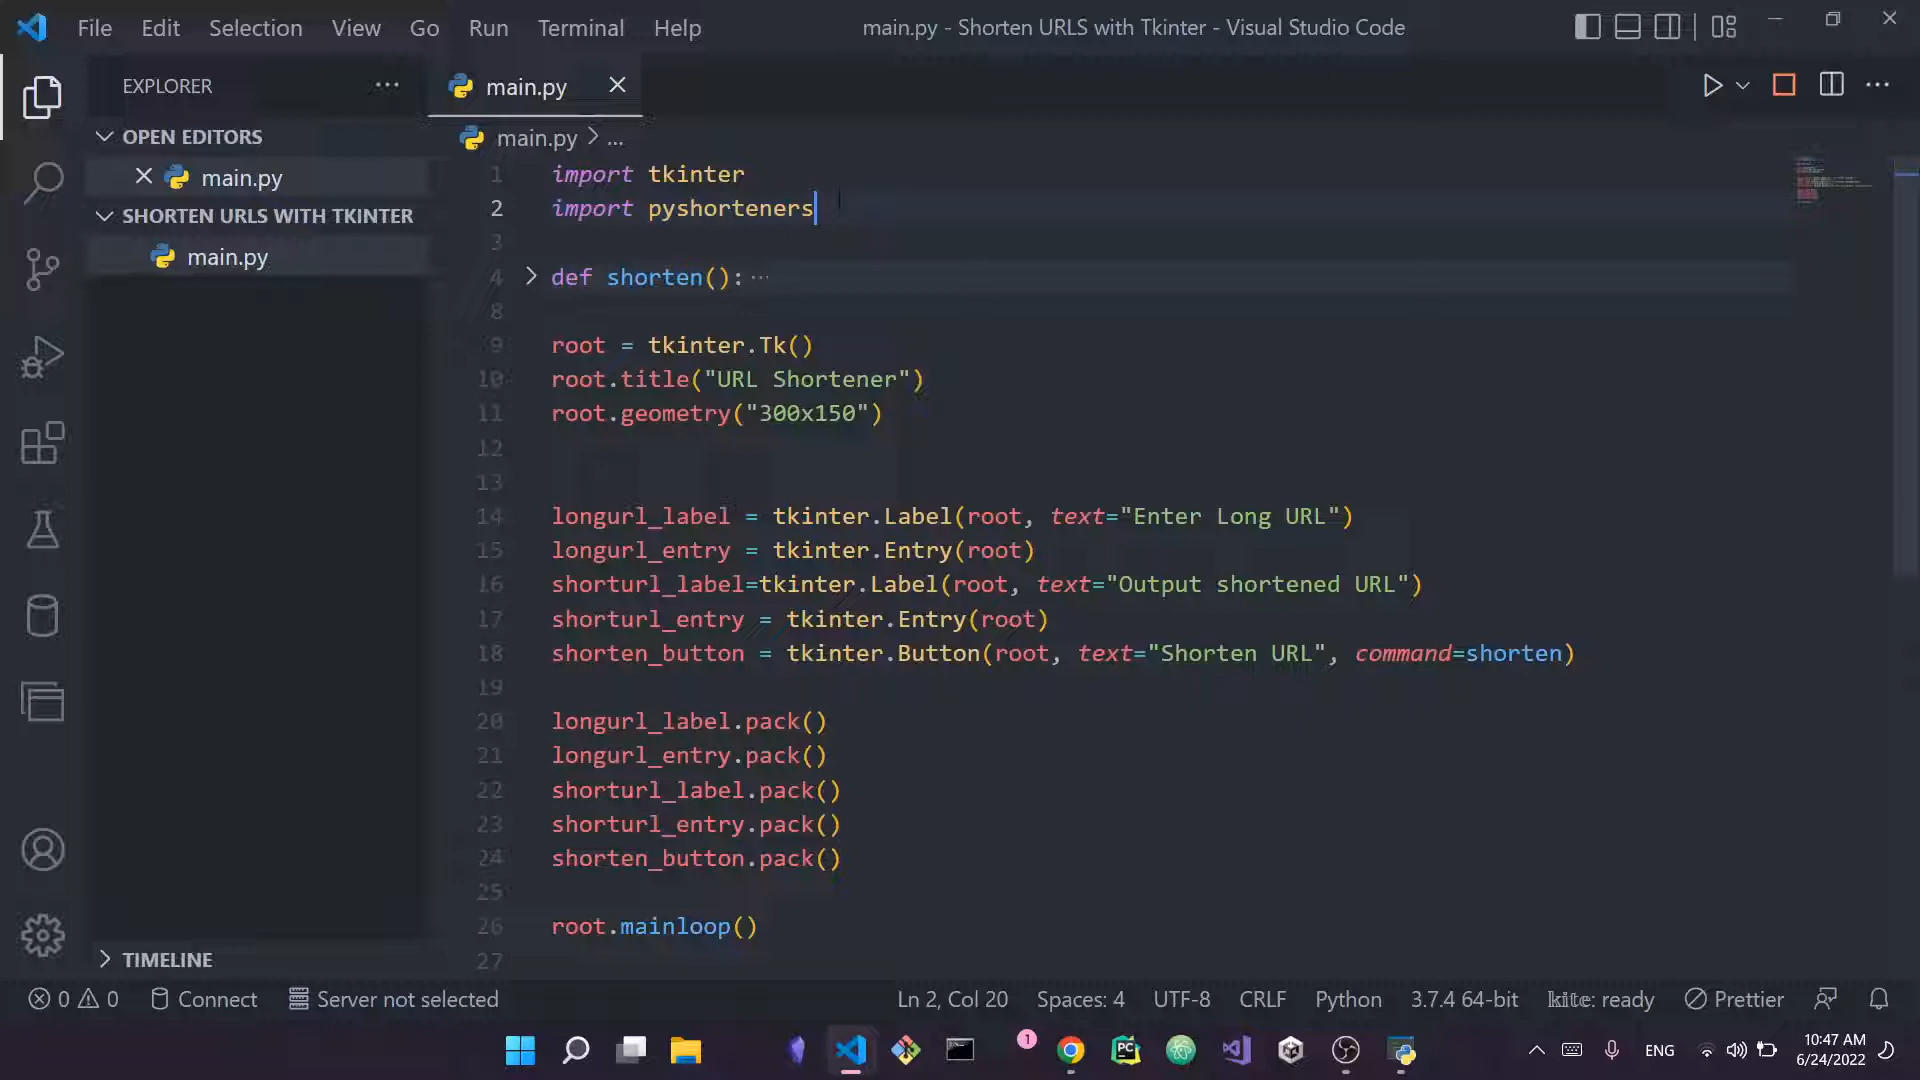 File Edit Selection View Go Run Terminal Help
main.py - Shorten URLS with Tkinter - Visual Studio Code
EXPLORER
OPEN EDITORS
main.py
SHORTEN URLS WITH TKINTER
main.py
TIMELINE
main.py
main.py > ...
1 import tkinter
2 import pyshorteners
3
4 def shorten():···
8
9 root = tkinter.Tk()
10 root.title("URL Shortener")
11 root.geometry("300x150")
12
13
14 longurl_label = tkinter.Label(root, text="Enter Long URL")
15 longurl_entry = tkinter.Entry(root)
16 shorturl_label=tkinter.Label(root, text="Output shortened URL")
17 shorturl_entry = tkinter.Entry(root)
18 shorten_button = tkinter.Button(root, text="Shorten URL", command=shorten)
19
20 longurl_label.pack()
21 longurl_entry.pack()
22 shorturl_label.pack()
23 shorturl_entry.pack()
24 shorten_button.pack()
25
26 root.mainloop()
27
0 0 Connect Server not selected Ln 2, Col 20 Spaces: 4 UTF-8 CRLF Python 3.7.4 64-bit kite: ready Prettier
1
PC
ENG
10:47 AM
6/24/2022